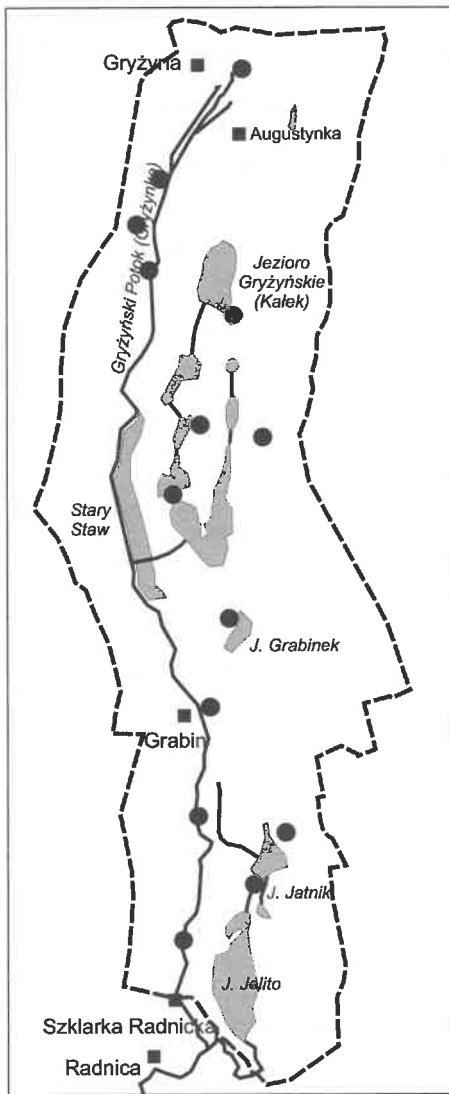 Gryżyna
Augustynka
Gryżyński Potok (Gryżynka)
Jezioro
Gryżyńskie
(Kałek)
Stary
Staw
J. Grabinek
Grabin
J. Jatnik
J. Jelito
Szklarka Radnicka
Radnica